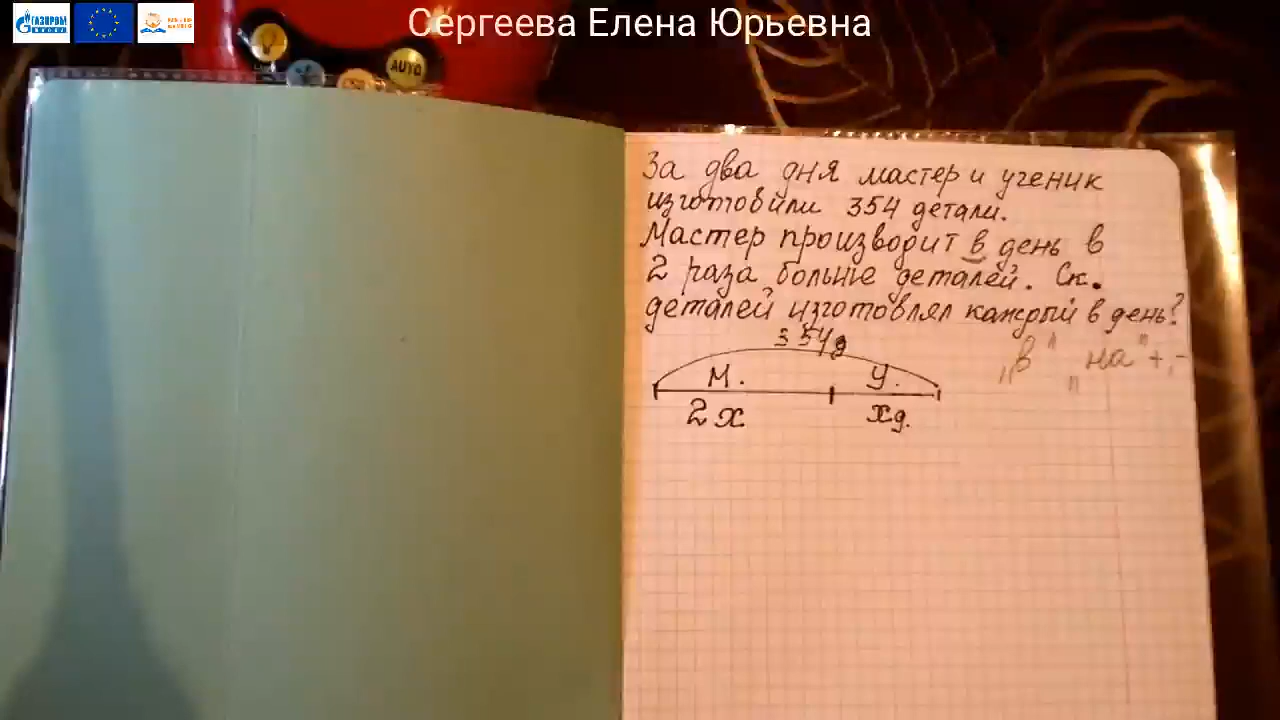 ГАЗПРОМ
Сергеева Елена Юрьевна
AUTO
За два дня мастер и ученик
изготовили 354 детали.
Мастер производит в день в
2 раза больше деталей. Ск.
деталей изготовлял каждый в день?
354д
„в" „на" +,-
М. У.
2x xд.